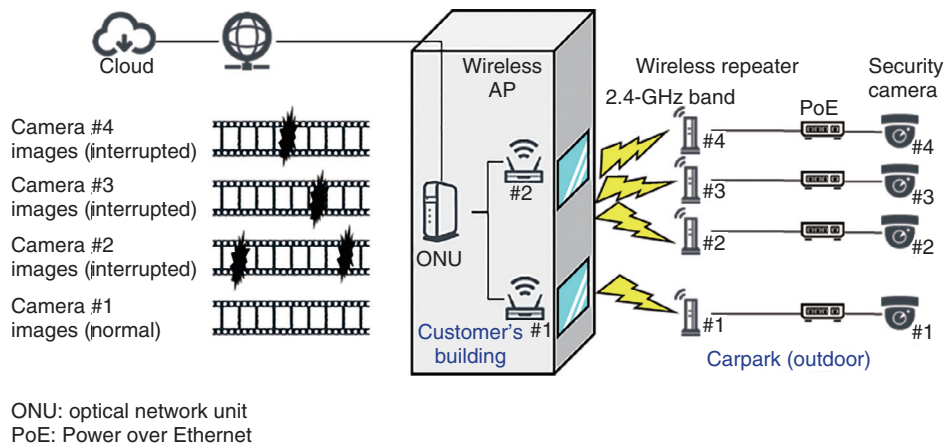 Cloud
Wireless
AP
Wireless repeater
2.4-GHz band
PoE
Security
camera
Camera #4
images (interrupted)
Camera #3
images (interrupted)
Camera #2
images (interrupted)
Camera #1
images (normal)
ONU
#2
#1
Customer's
building
#4
#3
#2
#1
#4
#3
#2
#1
Carpark (outdoor)
ONU: optical network unit
PoE: Power over Ethernet